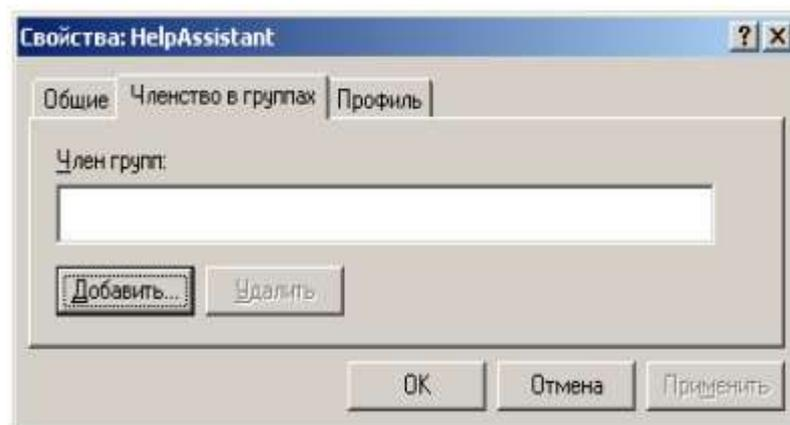 Свойства: HelpAssistant
Общие Членство в группах Профиль
Член групп:
Добавить... Удалить
OK Отмена Применить